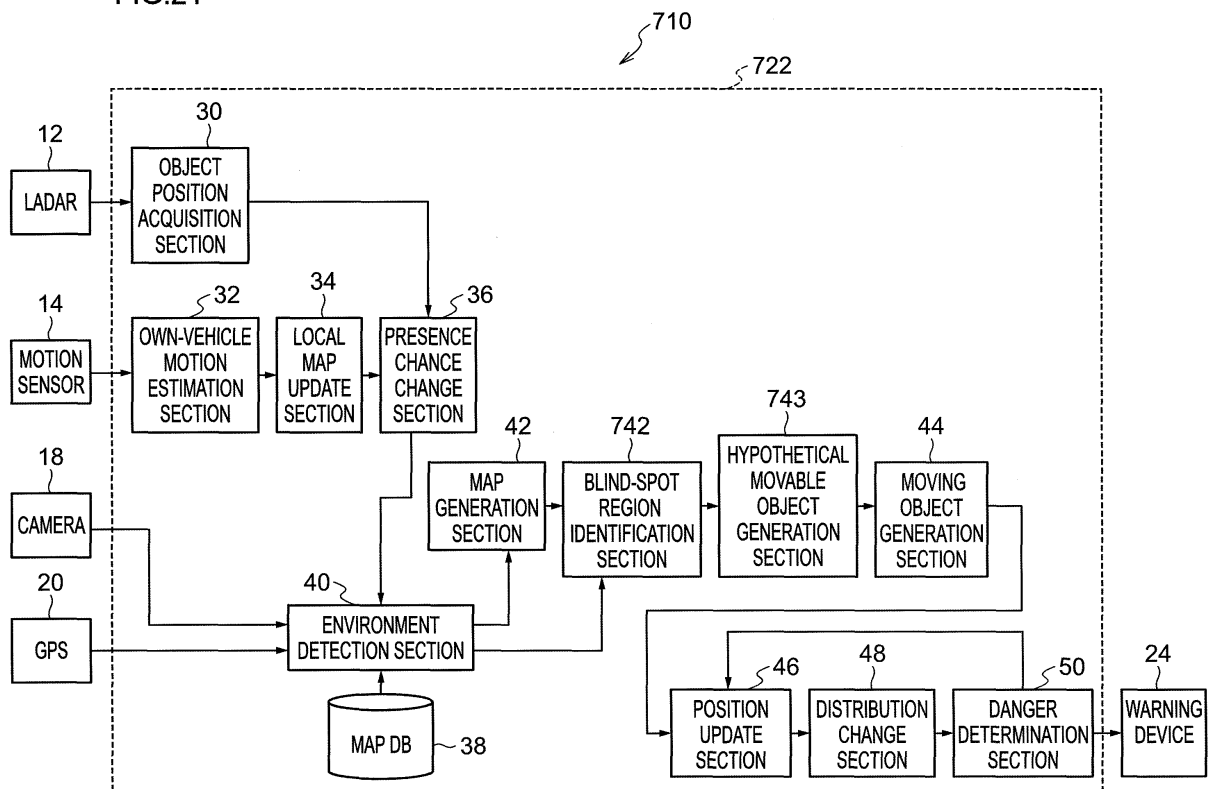 FIG.21
710
722
12
LADAR
30
OBJECT
POSITION
ACQUISITION
SECTION
14
MOTION
SENSOR
32
OWN-VEHICLE
MOTION
ESTIMATION
SECTION
34
LOCAL
MAP
UPDATE
SECTION
36
PRESENCE
CHANCE
CHANGE
SECTION
18
CAMERA
42
MAP
GENERATION
SECTION
742
BLIND-SPOT
REGION
IDENTIFICATION
SECTION
743
HYPOTHETICAL
MOVABLE
OBJECT
GENERATION
SECTION
44
MOVING
OBJECT
GENERATION
SECTION
20
GPS
40
ENVIRONMENT
DETECTION SECTION
MAP DB
38
46
POSITION
UPDATE
SECTION
48
DISTRIBUTION
CHANGE
SECTION
50
DANGER
DETERMINATION
SECTION
24
WARNING
DEVICE